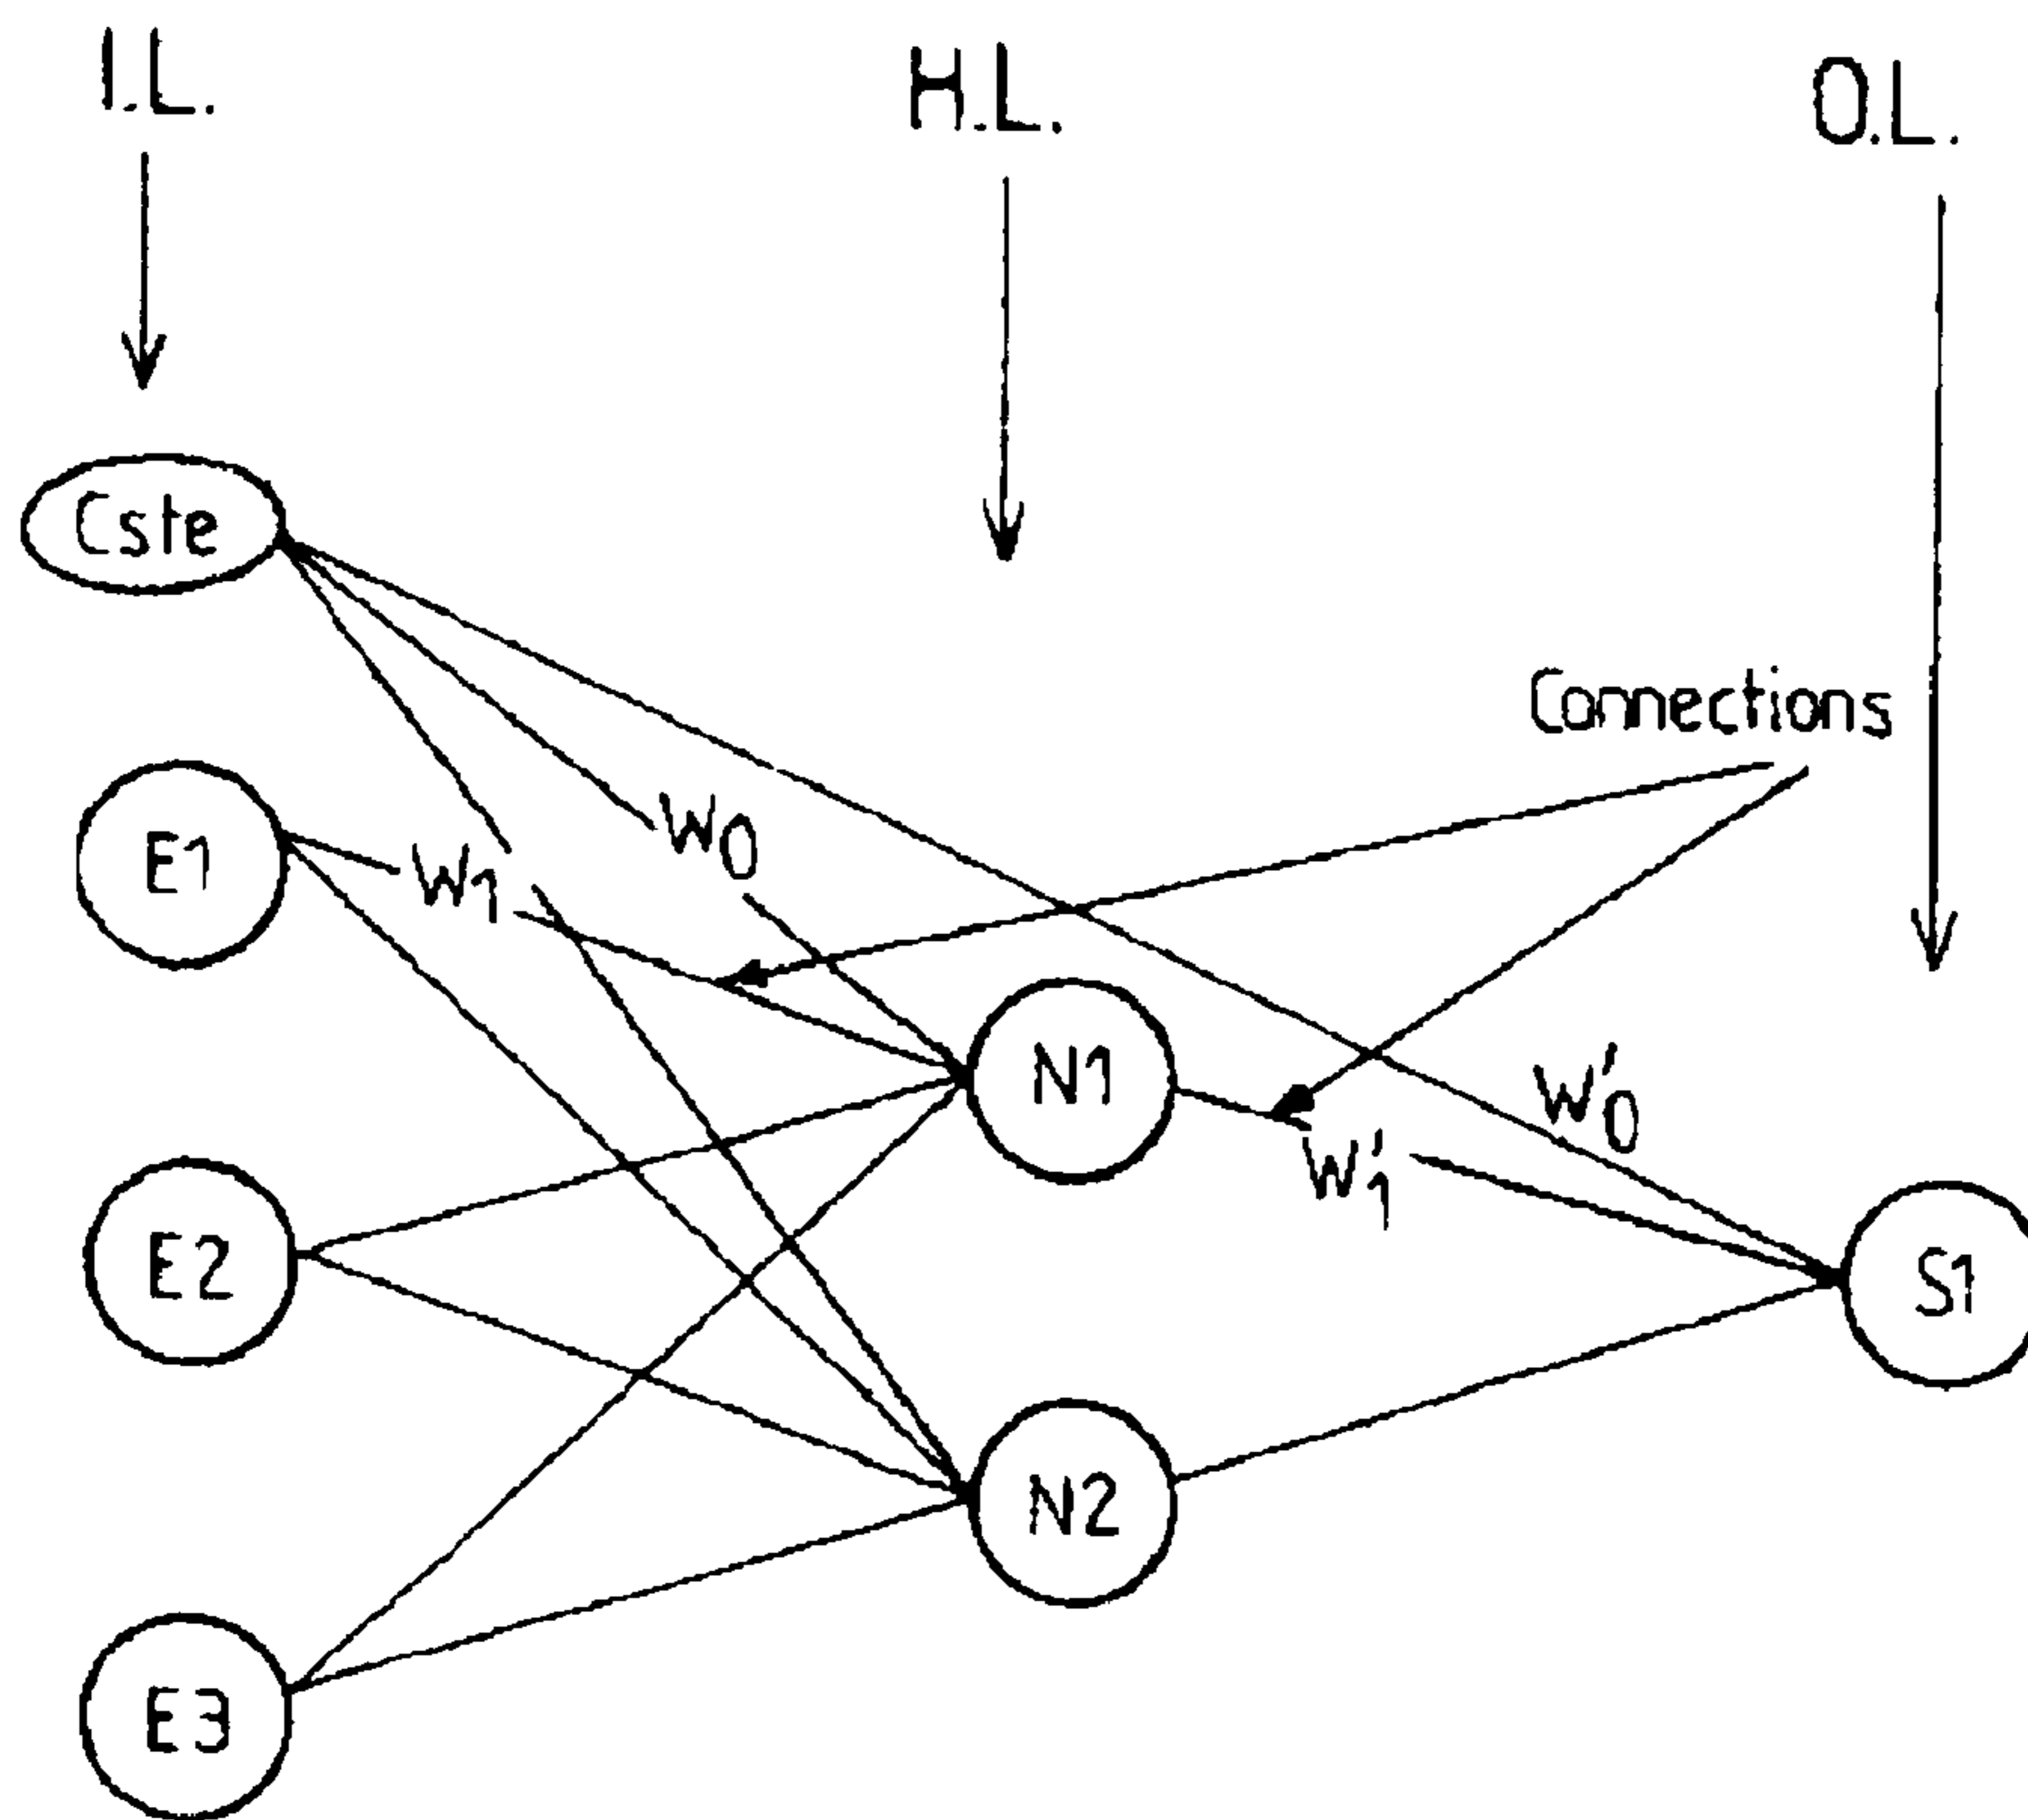 I.L.
H.L.
O.L.
Cste
Connections
E1
W1
W0
N1
W'0
W'1
E2
S1
N2
E3